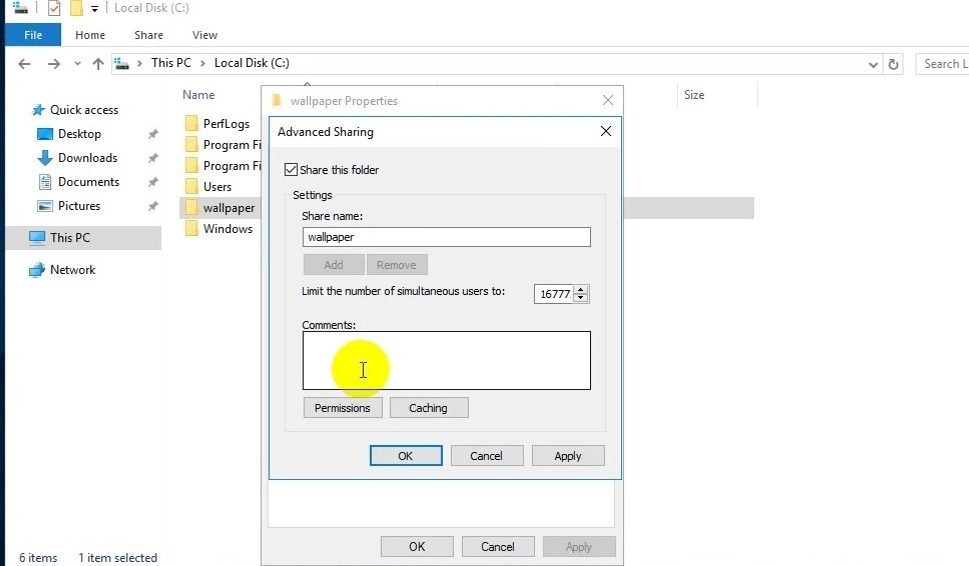 Local Disk (C:)
File Home Share View
This PC > Local Disk (C:) Search L
Name Size
wallpaper Properties
Quick access
Desktop
Downloads
Documents
Pictures
This PC
Network
PerfLogs
Program Fi
Program Fi
Users
wallpaper
Windows
Advanced Sharing
Share this folder
Settings
Share name:
wallpaper
Add Remove
Limit the number of simultaneous users to: 16777
Comments:
Permissions Caching
OK Cancel Apply
OK Cancel Apply
6 items 1 item selected